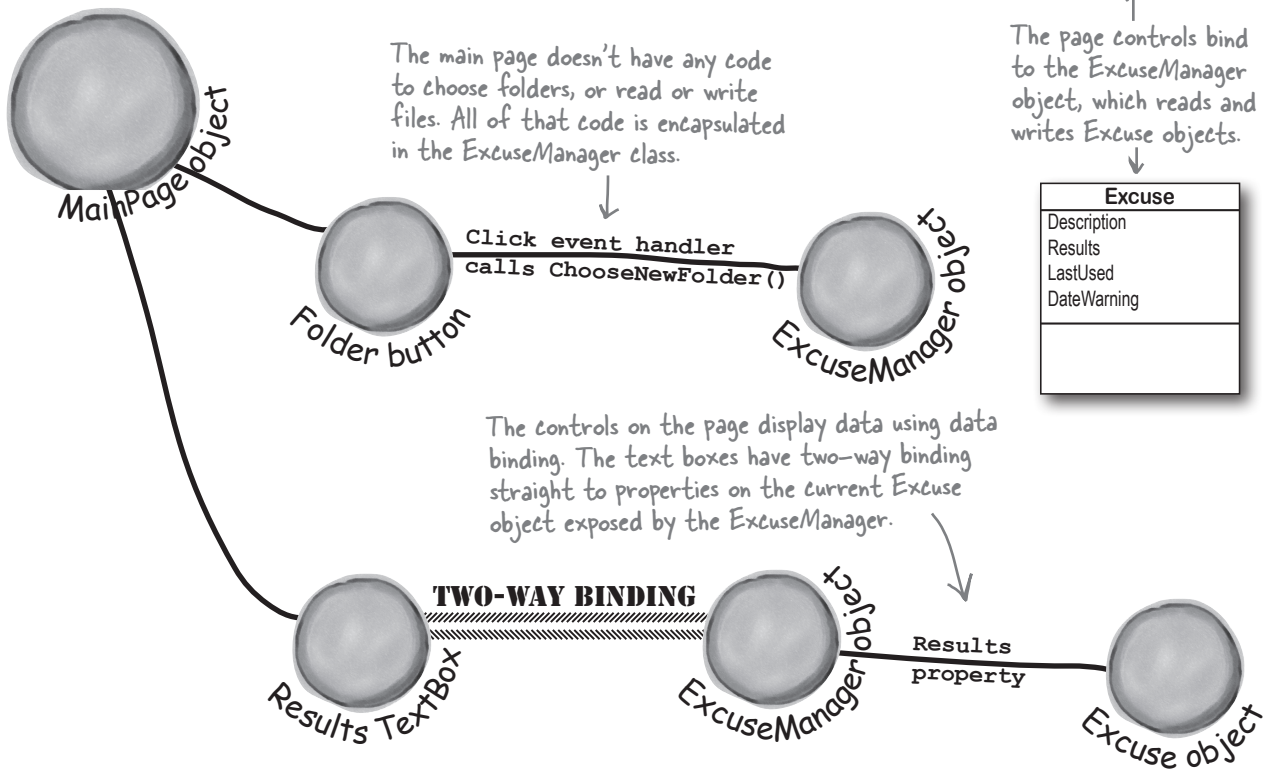 The main page doesn't have any code
to choose folders, or read or write
files. All of that code is encapsulated
in the ExcuseManager class.
The page controls bind
to the ExcuseManager
object, which reads and
writes Excuse objects.
MainPage object
Click event handler
calls ChooseNewFolder()
Folder button
ExcuseManager object
Excuse
Description
Results
LastUsed
DateWarning
The controls on the page display data using data
binding. The text boxes have two-way binding
straight to properties on the current Excuse
object exposed by the ExcuseManager.
TWO-WAY BINDING
Results TextBox
ExcuseManager object
Results
property
Excuse object